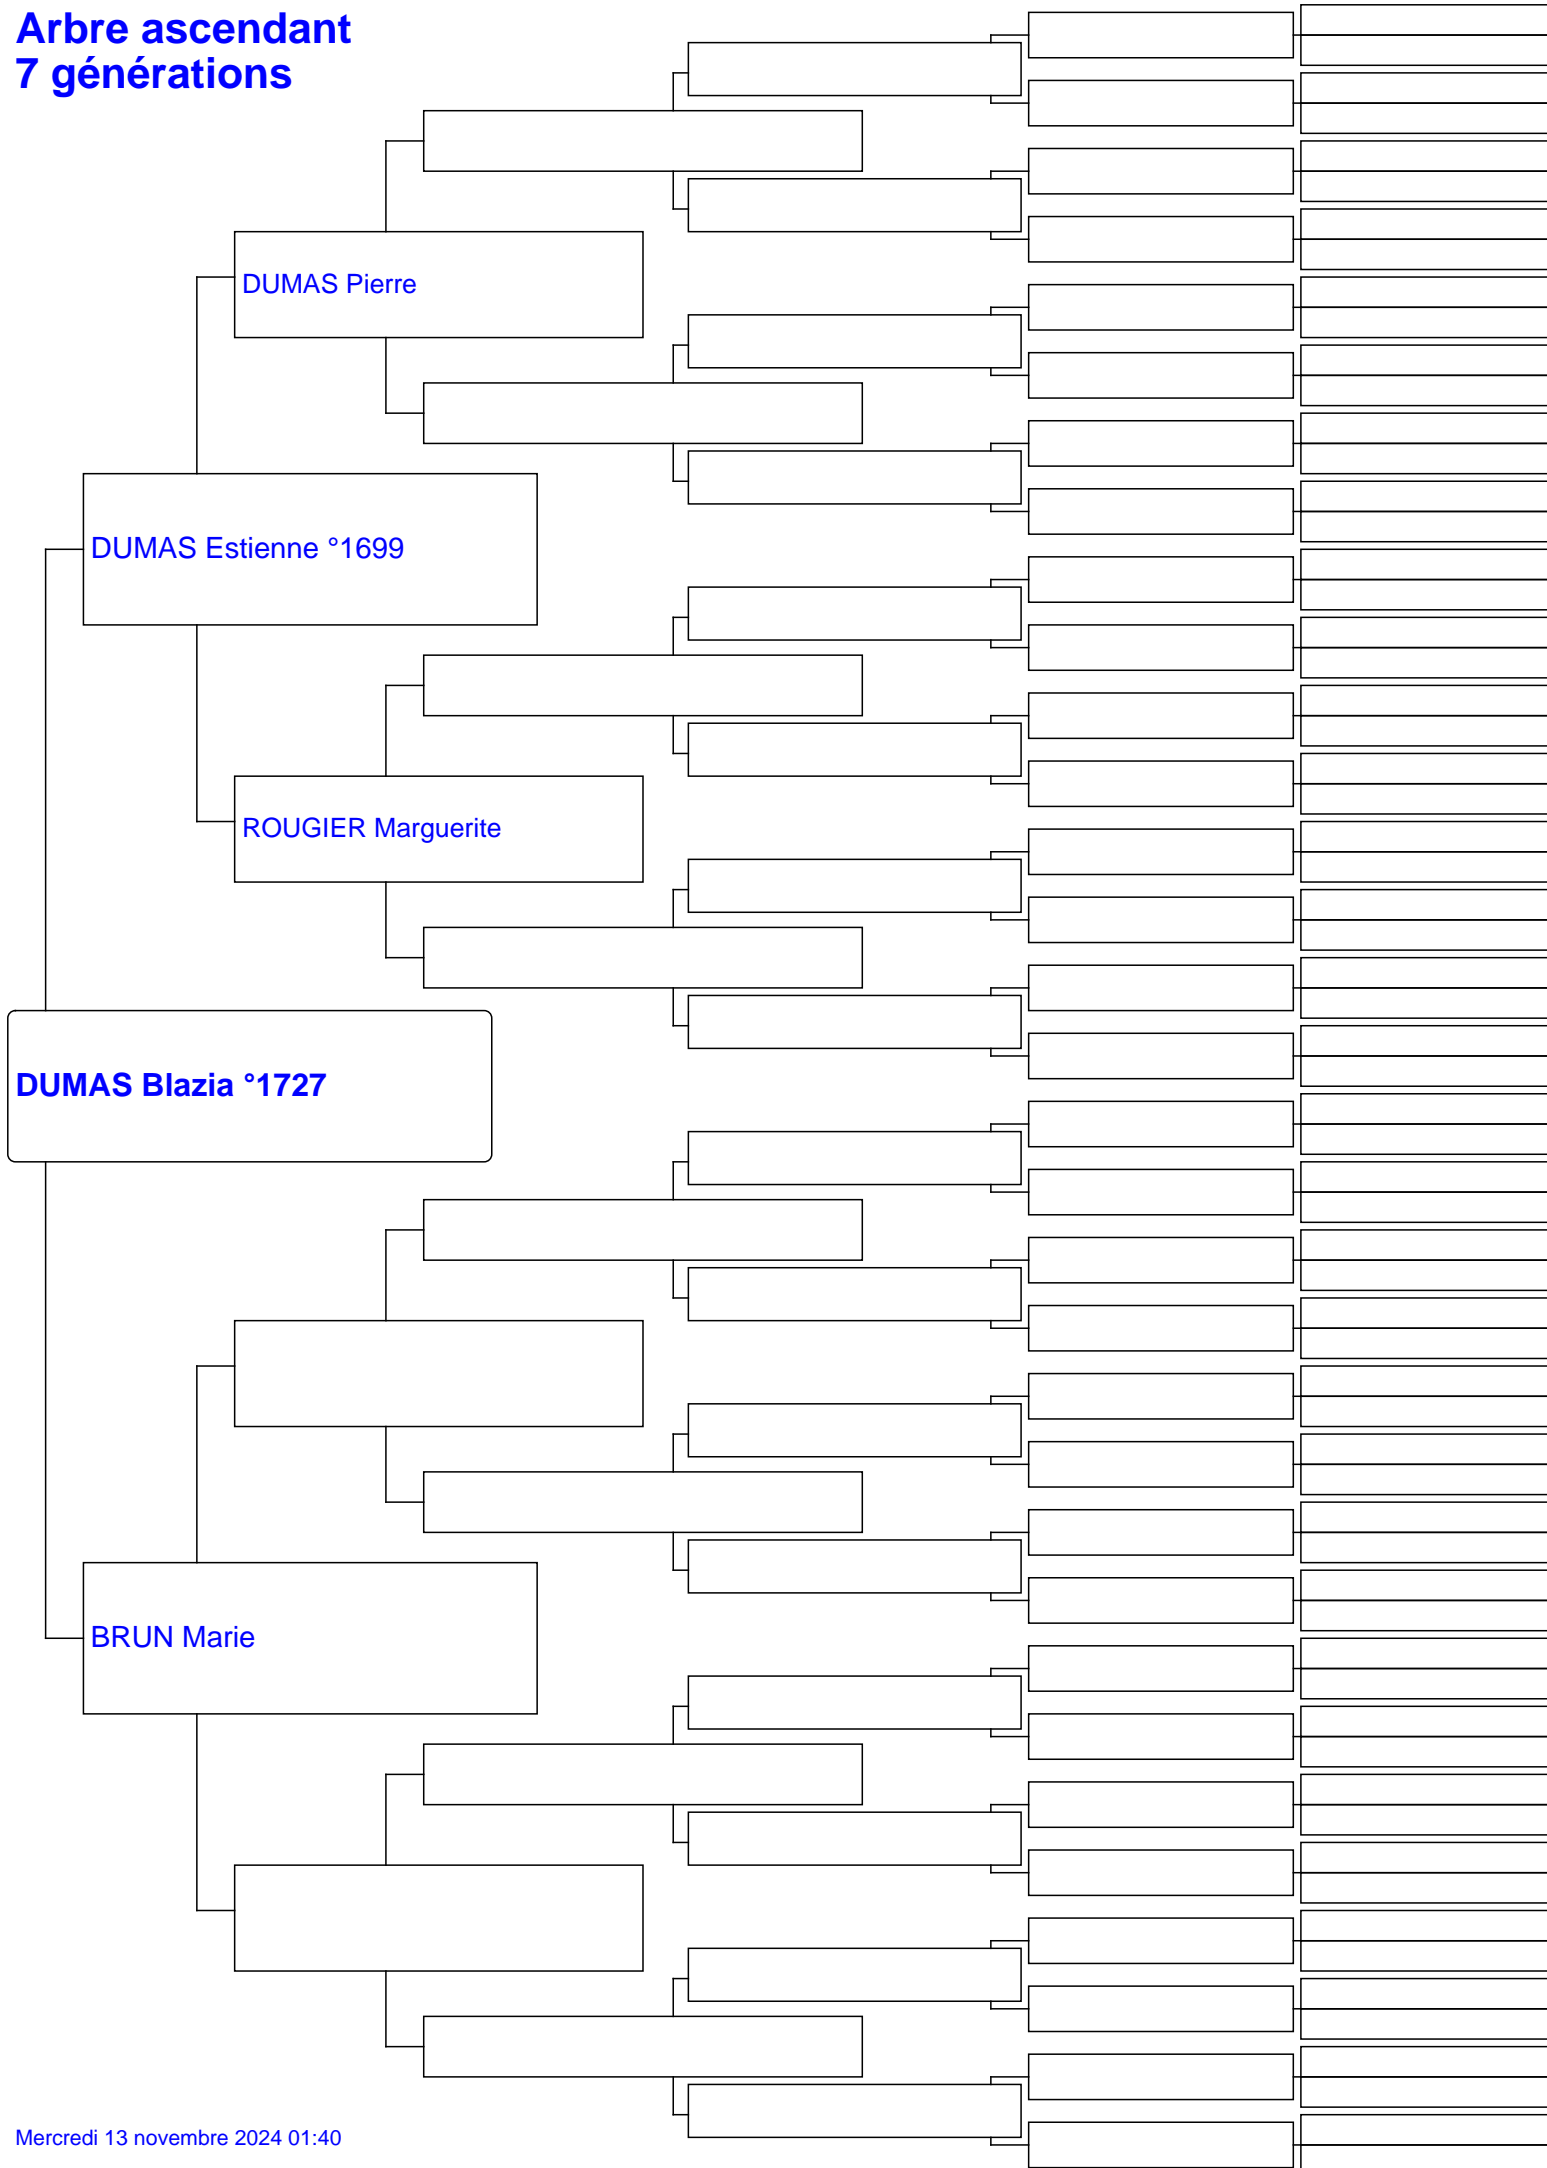 Arbre ascendant
7 générations
DUMAS Pierre
DUMAS Estienne °1699
ROUGIER Marguerite
DUMAS Blazia °1727
BRUN Marie
Mercredi 13 novembre 2024 01:40